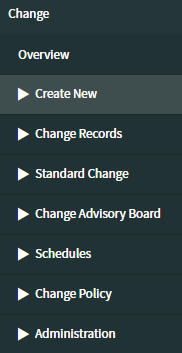 Change
Overview
Create New
Change Records
Standard Change
Change Advisory Board
Schedules
Change Policy
Administration